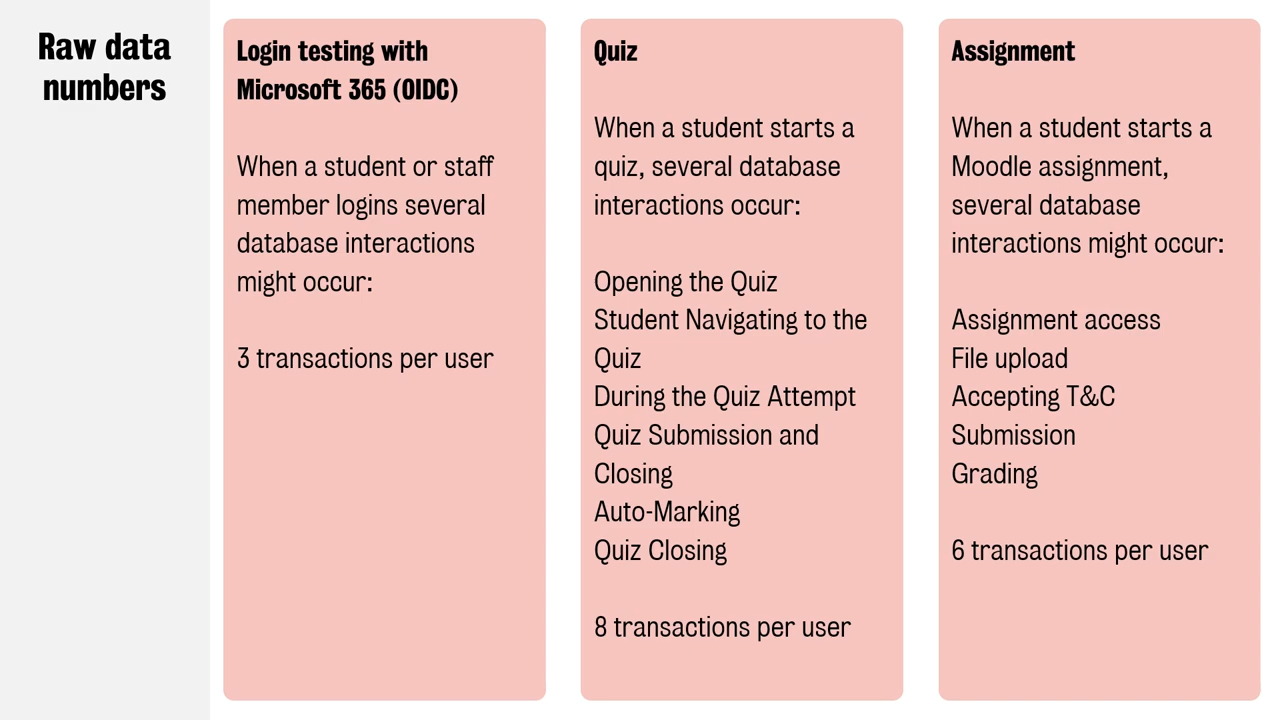 Raw data
numbers
Login testing with
Microsoft 365 (OIDC)
When a student or staff
member logins several
database interactions
might occur:
3 transactions per user
Quiz
When a student starts a
quiz, several database
interactions occur:
Opening the Quiz
Student Navigating to the
Quiz
During the Quiz Attempt
Quiz Submission and
Closing
Auto-Marking
Quiz Closing
8 transactions per user
Assignment
When a student starts a
Moodle assignment,
several database
interactions might occur:
Assignment access
File upload
Accepting T&C
Submission
Grading
6 transactions per user